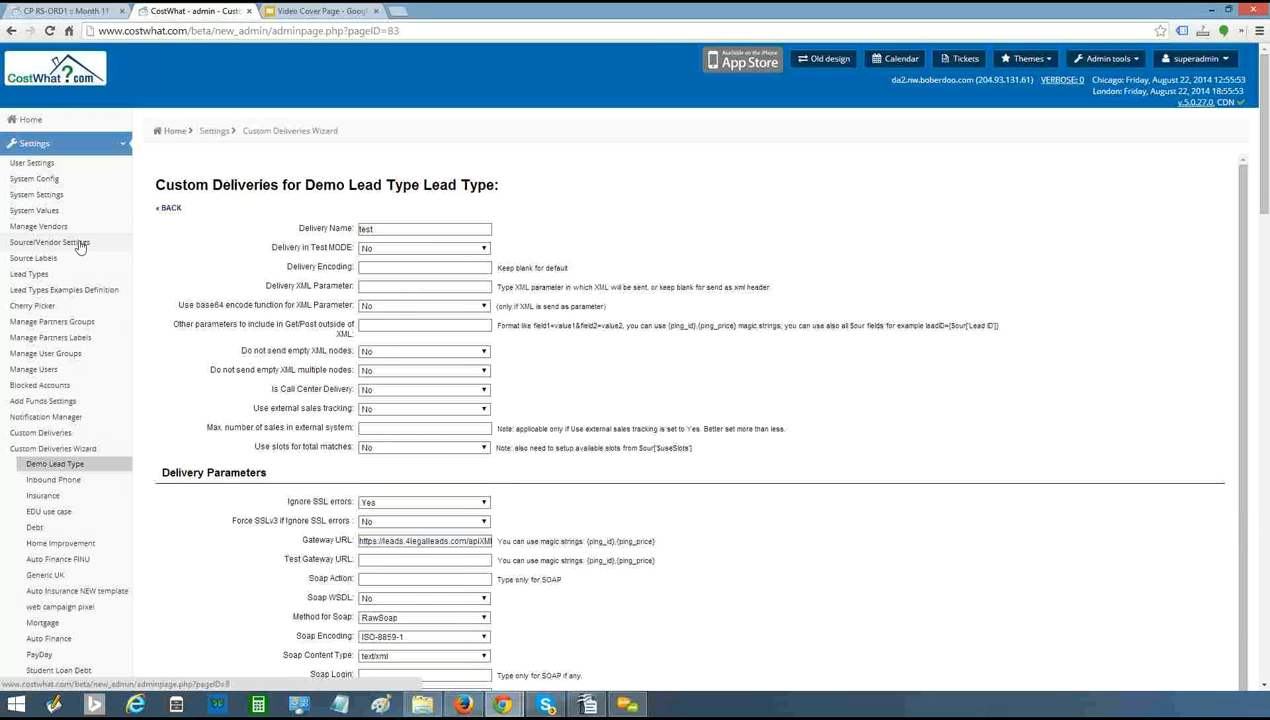 CP RS-ORD1 :: Month 11
CostWhat - admin - Cust
Video Cover Page - Goog
www.costwhat.com/beta/new_admin/adminpage.php?pageID=83
CostWhat?.com
Available on the iPhone
App Store
Old design
Calendar
Tickets
Themes
Admin tools
superadmin
da2.nw.boberdoo.com (204.93.131.61) VERBOSE: 0
Chicago: Friday, August 22, 2014 12:55:53
London: Friday, August 22, 2014 18:55:53
v.5.0.27.0, CDN
Home
Settings
User Settings
System Config
System Settings
System Values
Manage Vendors
Source/Vendor Settings
Source Labels
Lead Types
Lead Types Examples Definition
Cherry Picker
Manage Partners Groups
Manage Partners Labels
Manage User Groups
Manage Users
Blocked Accounts
Add Funds Settings
Notification Manager
Custom Deliveries
Custom Deliveries Wizard
Demo Lead Type
Inbound Phone
Insurance
EDU use case
Debt
Home Improvement
Auto Finance FINU
Generic UK
Auto Insurance NEW template
web campaign pixel
Mortgage
Auto Finance
PayDay
Student Loan Debt
www.costwhat.com/beta/new_admin/adminpage.php?pageID=8
Home Settings Custom Deliveries Wizard
Custom Deliveries for Demo Lead Type Lead Type:
« BACK
Delivery Name: test
Delivery in Test MODE: No
Delivery Encoding: Keep blank for default
Delivery XML Parameter: Type XML parameter in which XML will be sent, or keep blank for send as xml header
Use base64 encode function for XML Parameter: No (only if XML is send as parameter)
Other parameters to include in Get/Post outside of XML: Format like field1=value1&field2=value2, you can use {ping_id},{ping_price} magic strings, you can use also all $our fields for example leadID={$our['Lead ID']}
Do not send empty XML nodes: No
Do not send empty XML multiple nodes: No
Is Call Center Delivery: No
Use external sales tracking: No
Max. number of sales in external system: Note: applicable only if Use external sales tracking is set to Yes. Better set more than less.
Use slots for total matches: No Note: also need to setup available slots from $our['$useSlots']
Delivery Parameters
Ignore SSL errors: Yes
Force SSLv3 if Ignore SSL errors : No
Gateway URL: https://leads.4legalleads.com/apiXMl You can use magic strings: {ping_id},{ping_price}
Test Gateway URL: You can use magic strings: {ping_id},{ping_price}
Soap Action: Type only for SOAP
Soap WSDL: No
Method for Soap: RawSoap
Soap Encoding: ISO-8859-1
Soap Content Type: text/xml
Soap Login: Type only for SOAP if any.